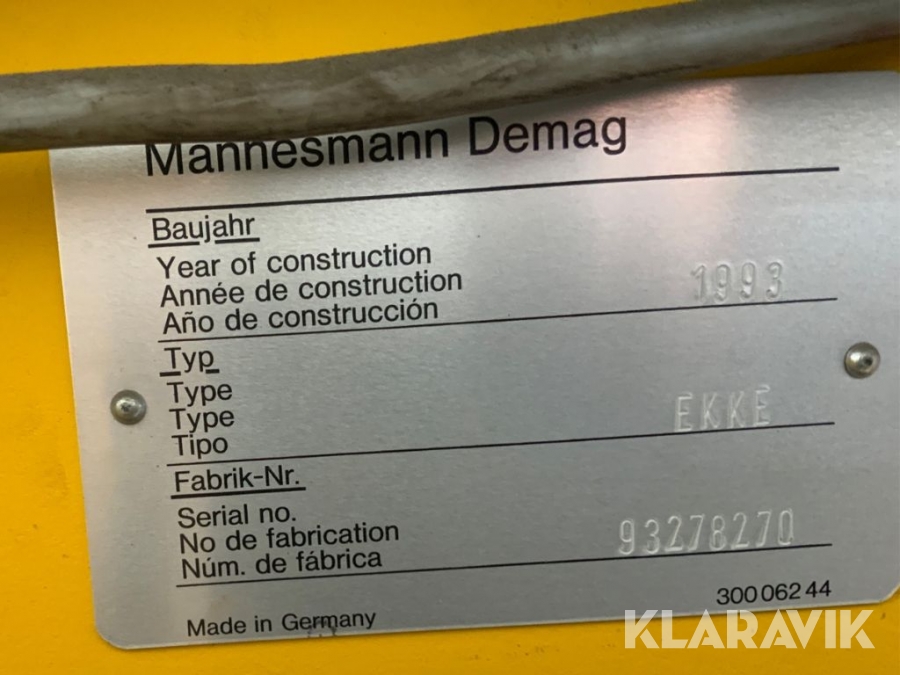 Mannesmann Demag
Baujahr
Year of construction
Année de construction
Año de construcción
1993
Typ
Type
Type
Tipo
EKKE
Fabrik-Nr.
Serial no.
No de fabrication
Núm. de fábrica
93278270
300 062 44
Made in Germany
KLARAVIK